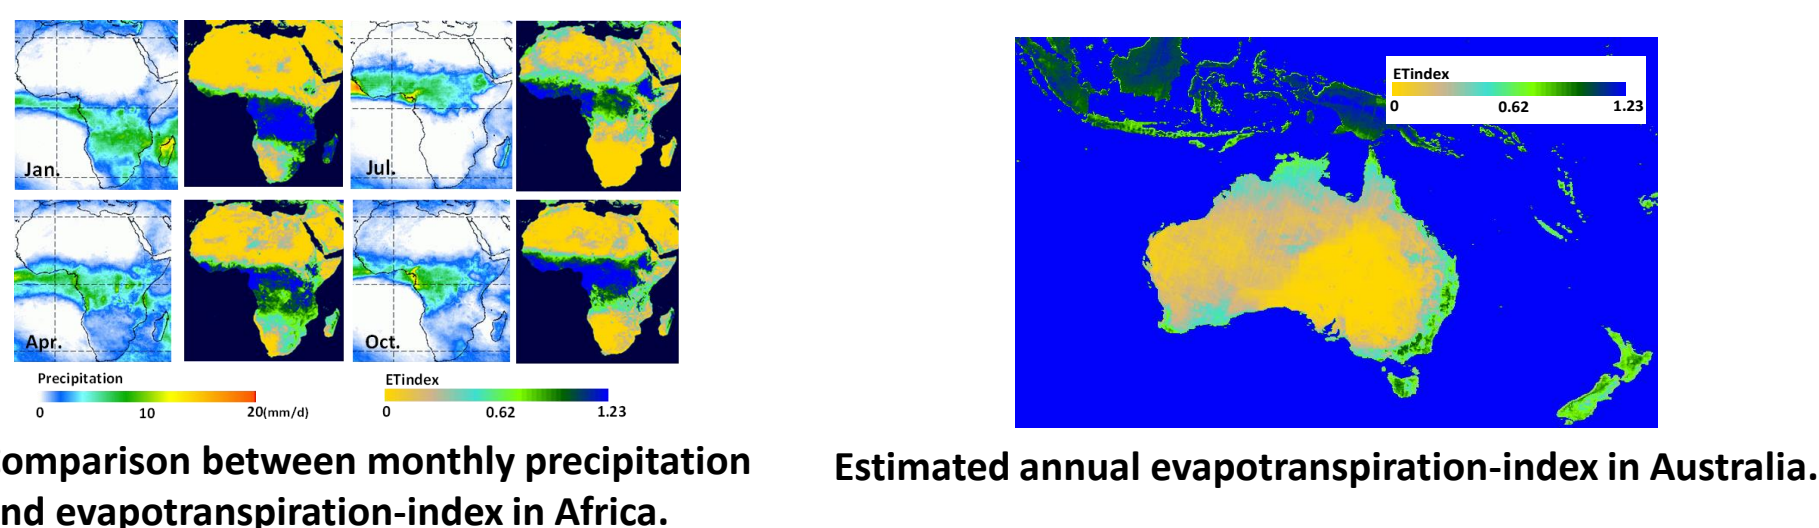 Jan.
Jul.
Apr.
Oct.
Precipitation
0 10 20(mm/d)
ETindex
0 0.62 1.23
omparison between monthly precipitation
nd evapotranspiration-index in Africa.
ETindex
0 0.62 1.23
Estimated annual evapotranspiration-index in Australia.